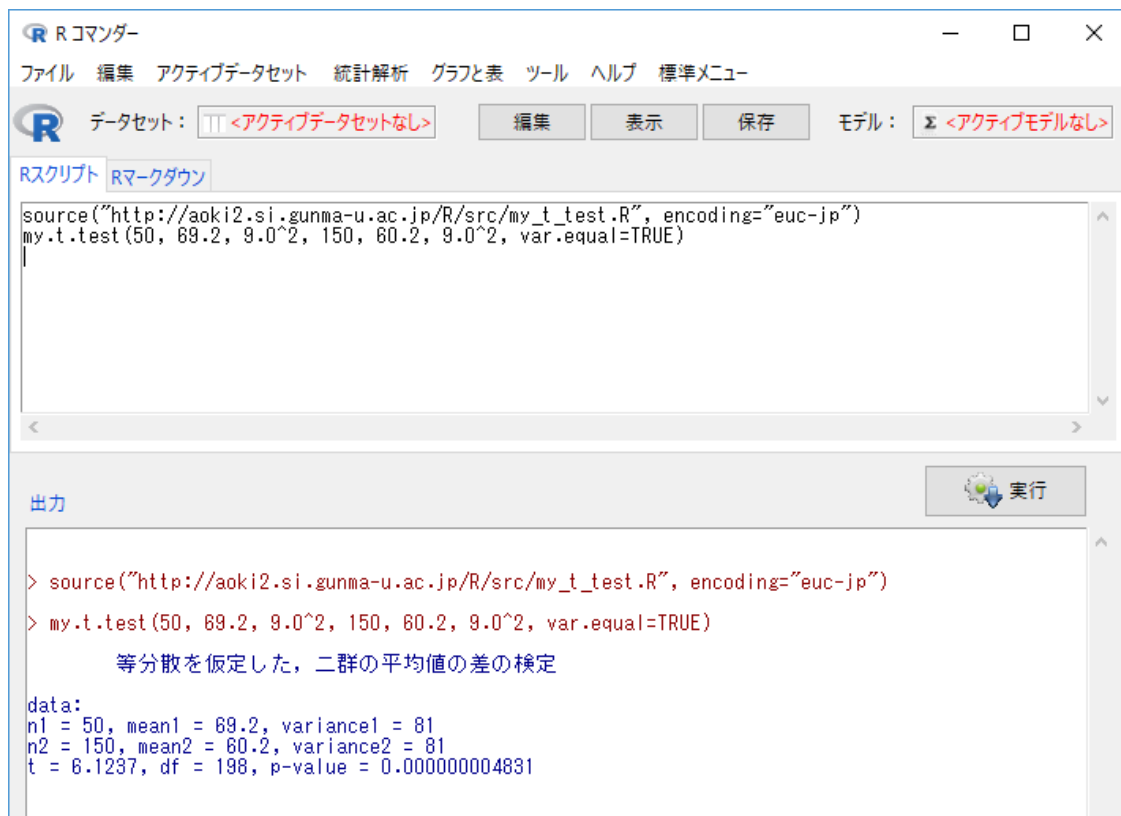 R コマンダー
ファイル 編集 アクティブデータセット 統計解析 グラフと表 ツール ヘルプ 標準メニュー
R データセット： <アクティブデータセットなし> 編集 表示 保存 モデル： Σ <アクティブモデルなし>
Rスクリプト Rマークダウン
source("http://aoki2.si.gunma-u.ac.jp/R/src/my_t_test.R", encoding="euc-jp")
my.t.test(50, 69.2, 9.0^2, 150, 60.2, 9.0^2, var.equal=TRUE)
出力 実行
> source("http://aoki2.si.gunma-u.ac.jp/R/src/my_t_test.R", encoding="euc-jp")
> my.t.test(50, 69.2, 9.0^2, 150, 60.2, 9.0^2, var.equal=TRUE)
等分散を仮定した，二群の平均値の差の検定
data:
n1 = 50, mean1 = 69.2, variance1 = 81
n2 = 150, mean2 = 60.2, variance2 = 81
t = 6.1237, df = 198, p-value = 0.000000004831